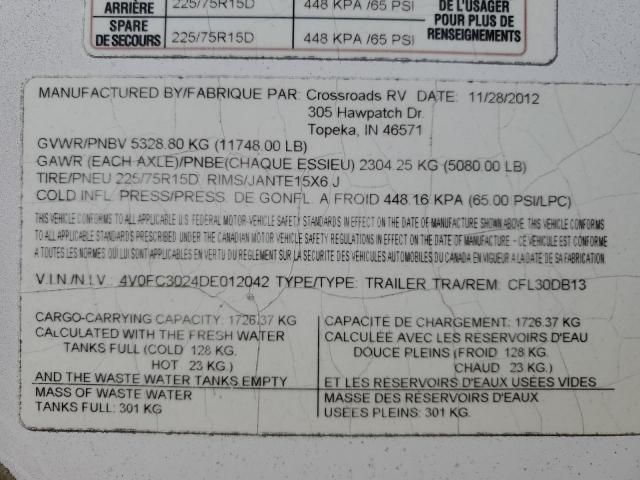 ARRIÈRE 225/75R15D 448 KPA /65 PSI
DE L'USAGER
POUR PLUS DE
RENSEIGNEMENTS
SPARE
DE SECOURS 225/75R15D 448 KPA /65 PSI
MANUFACTURED BY/FABRIQUE PAR: Crossroads RV DATE: 11/28/2012
305 Hawpatch Dr.
Topeka, IN 46571
GVWR/PNBV 5328.80 KG (11748.00 LB)
GAWR (EACH AXLE)/PNBE(CHAQUE ESSIEU) 2304.25 KG (5080.00 LB)
TIRE/PNEU 225/75R15D RIMS/JANTE15X6 J
COLD INFL. PRESS/PRESS. DE GONFL. A FROID 448.16 KPA (65.00 PSI/LPC)
THIS VEHICLE CONFORMS TO ALL APPLICABLE U.S. FEDERAL MOTOR-VEHICLE SAFETY STANDARDS IN EFFECT ON THE DATE OF MANUFACTURE SHOWN ABOVE. THIS VEHICLE CONFORMS
TO ALL APPLICABLE STANDARDS PRESCRIBED UNDER THE CANADIAN MOTOR VEHICLE SAFETY REGULATIONS IN EFFECT ON THE DATE OF MANUFACTURE - CE VEHICULE EST CONFORME
A TOUTES LES NORMES QUI LUI SONT APPLICABLES EN VERTU DU REGLEMENT SUR LA SECURITE DES VEHICULES AUTOMOBILES DU CANADA EN VIGUEUR A LA DATE DE SA FABRICATION.
V.I.N./N.I.V.: 4V0FC3024DE012042 TYPE/TYPE: TRAILER TRA/REM: CFL30DB13
CARGO-CARRYING CAPACITY: 1726.37 KG
CALCULATED WITH THE FRESH WATER
TANKS FULL (COLD 128 KG.
HOT 23 KG.)
AND THE WASTE WATER TANKS EMPTY
MASS OF WASTE WATER
TANKS FULL: 301 KG
CAPACITÉ DE CHARGEMENT: 1726.37 KG
CALCULÉE AVEC LES RÉSERVOIRS D'EAU
DOUCE PLEINS (FROID 128 KG.
CHAUD 23 KG.)
ET LES RÉSERVOIRS D'EAUX USÉES VIDES
MASSE DES RÉSERVOIRS D'EAUX
USÉES PLEINS: 301 KG.